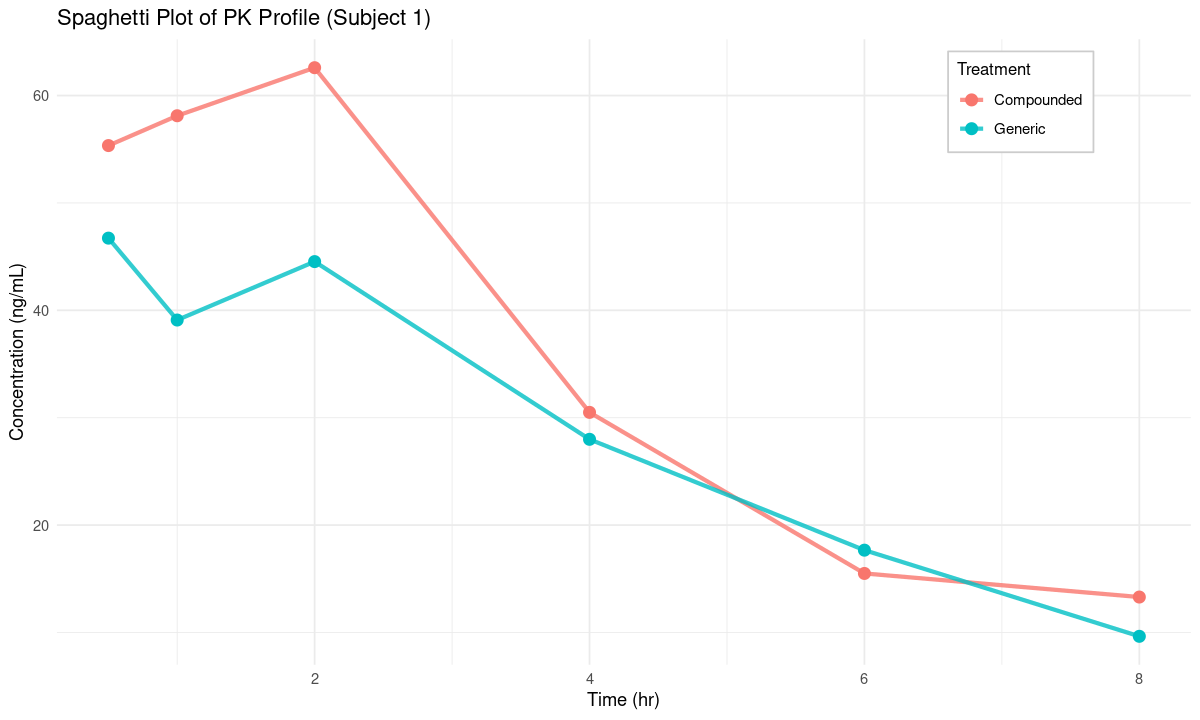 Spaghetti Plot of PK Profile (Subject 1)
Treatment
Compounded
Generic
Concentration (ng/mL)
60
40
20
2 4 6 8
Time (hr)